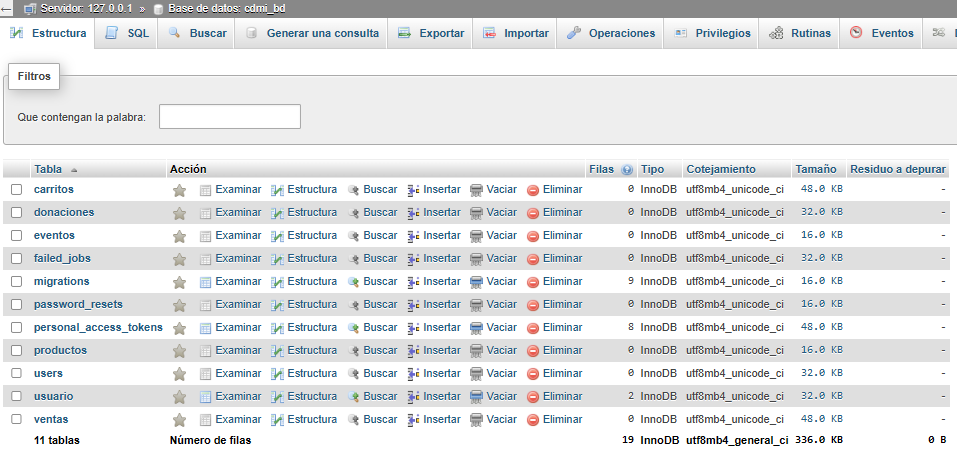 Servidor: 127.0.0.1 » Base de datos: cdmi_bd
Estructura SQL Buscar Generar una consulta Exportar Importar Operaciones Privilegios Rutinas Eventos
Filtros
Que contengan la palabra:
Tabla Acción Filas Tipo Cotejamiento Tamaño Residuo a depurar
carritos Examinar Estructura Buscar Insertar Vaciar Eliminar 0 InnoDB utf8mb4_unicode_ci 48.0 KB -
donaciones Examinar Estructura Buscar Insertar Vaciar Eliminar 0 InnoDB utf8mb4_unicode_ci 32.0 KB -
eventos Examinar Estructura Buscar Insertar Vaciar Eliminar 0 InnoDB utf8mb4_unicode_ci 16.0 KB -
failed_jobs Examinar Estructura Buscar Insertar Vaciar Eliminar 0 InnoDB utf8mb4_unicode_ci 32.0 KB -
migrations Examinar Estructura Buscar Insertar Vaciar Eliminar 9 InnoDB utf8mb4_unicode_ci 16.0 KB -
password_resets Examinar Estructura Buscar Insertar Vaciar Eliminar 0 InnoDB utf8mb4_unicode_ci 16.0 KB -
personal_access_tokens Examinar Estructura Buscar Insertar Vaciar Eliminar 8 InnoDB utf8mb4_unicode_ci 48.0 KB -
productos Examinar Estructura Buscar Insertar Vaciar Eliminar 0 InnoDB utf8mb4_unicode_ci 16.0 KB -
users Examinar Estructura Buscar Insertar Vaciar Eliminar 0 InnoDB utf8mb4_unicode_ci 32.0 KB -
usuario Examinar Estructura Buscar Insertar Vaciar Eliminar 2 InnoDB utf8mb4_unicode_ci 32.0 KB -
ventas Examinar Estructura Buscar Insertar Vaciar Eliminar 0 InnoDB utf8mb4_unicode_ci 48.0 KB -
11 tablas Número de filas 19 InnoDB utf8mb4_general_ci 336.0 KB 0 B